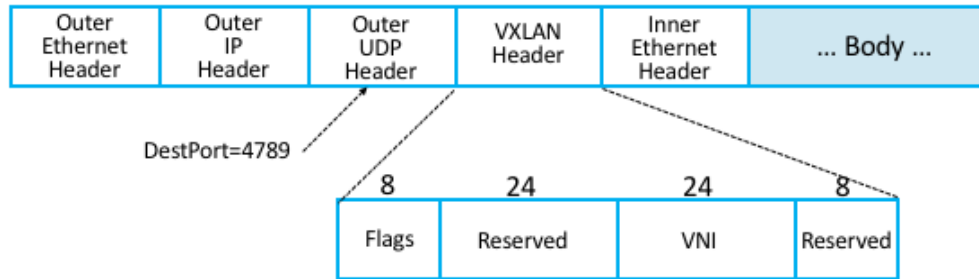 Outer
Ethernet
Header
Outer
IP
Header
Outer
UDP
Header
VXLAN
Header
Inner
Ethernet
Header
... Body ...
DestPort=4789
8
24
24
8
Flags
Reserved
VNI
Reserved